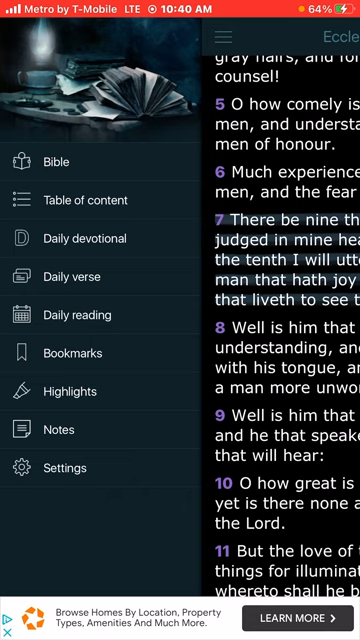 Metro by T-Mobile LTE 10:40 AM 64%
Eccle
gray hairs, and for
counsel!
5 O how comely is
men, and understa
men of honour.
6 Much experience
men, and the fear
7 There be nine th
judged in mine hea
the tenth I will utt
man that hath joy
that liveth to see t
8 Well is him that
understanding, an
with his tongue, a
a man more unwo
9 Well is him that
and he that speake
that will hear:
10 O how great is
yet is there none a
the Lord.
11 But the love of t
things for illuminat
whereto shall he b
Bible
Table of content
Daily devotional
Daily verse
Daily reading
Bookmarks
Highlights
Notes
Settings
Browse Homes By Location, Property
Types, Amenities And Much More.
LEARN MORE >